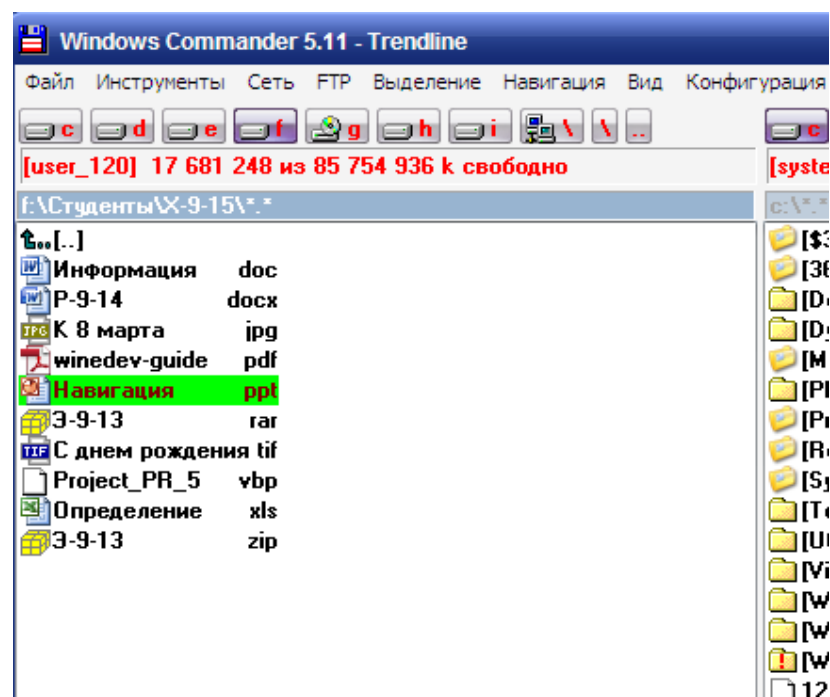 Windows Commander 5.11 - Trendline
Файл Инструменты Сеть FTP Выделение Навигация Вид Конфигурация
c d e f g h i \ \ .. c
[user_120] 17 681 248 из 85 754 936 k свободно
f:\Студенты\X-9-15\*.* c:\*.*
[..]
Информация doc
Р-9-14 docx
К 8 марта jpg
winedev-guide pdf
Навигация ppt
Э-9-13 rar
С днем рождения tif
Project_PR_5 vbp
Определение xls
Э-9-13 zip